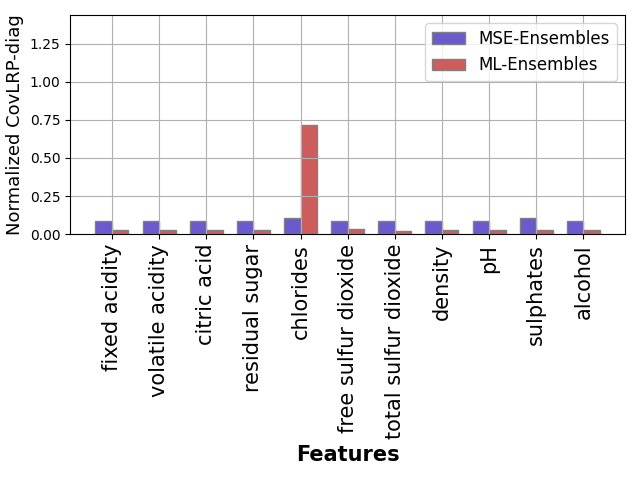 Normalized CovLRP-diag
1.25
1.00
0.75
0.50
0.25
0.00
MSE-Ensembles
ML-Ensembles
fixed acidity
volatile acidity
citric acid
residual sugar
chlorides
free sulfur dioxide
total sulfur dioxide
density
pH
sulphates
alcohol
Features